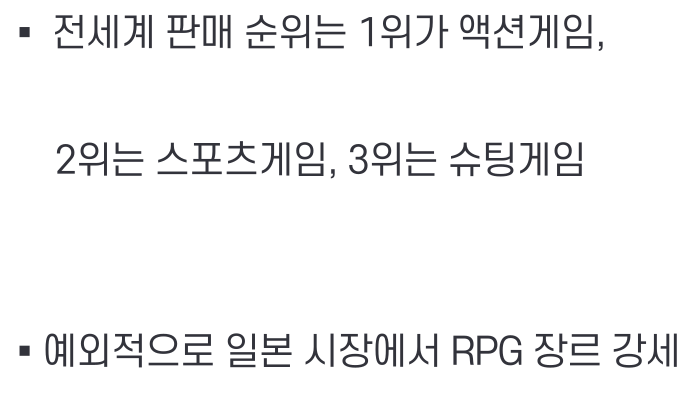 ▪ 전세계 판매 순위는 1위가 액션게임,
2위는 스포츠게임, 3위는 슈팅게임
▪ 예외적으로 일본 시장에서 RPG 장르 강세